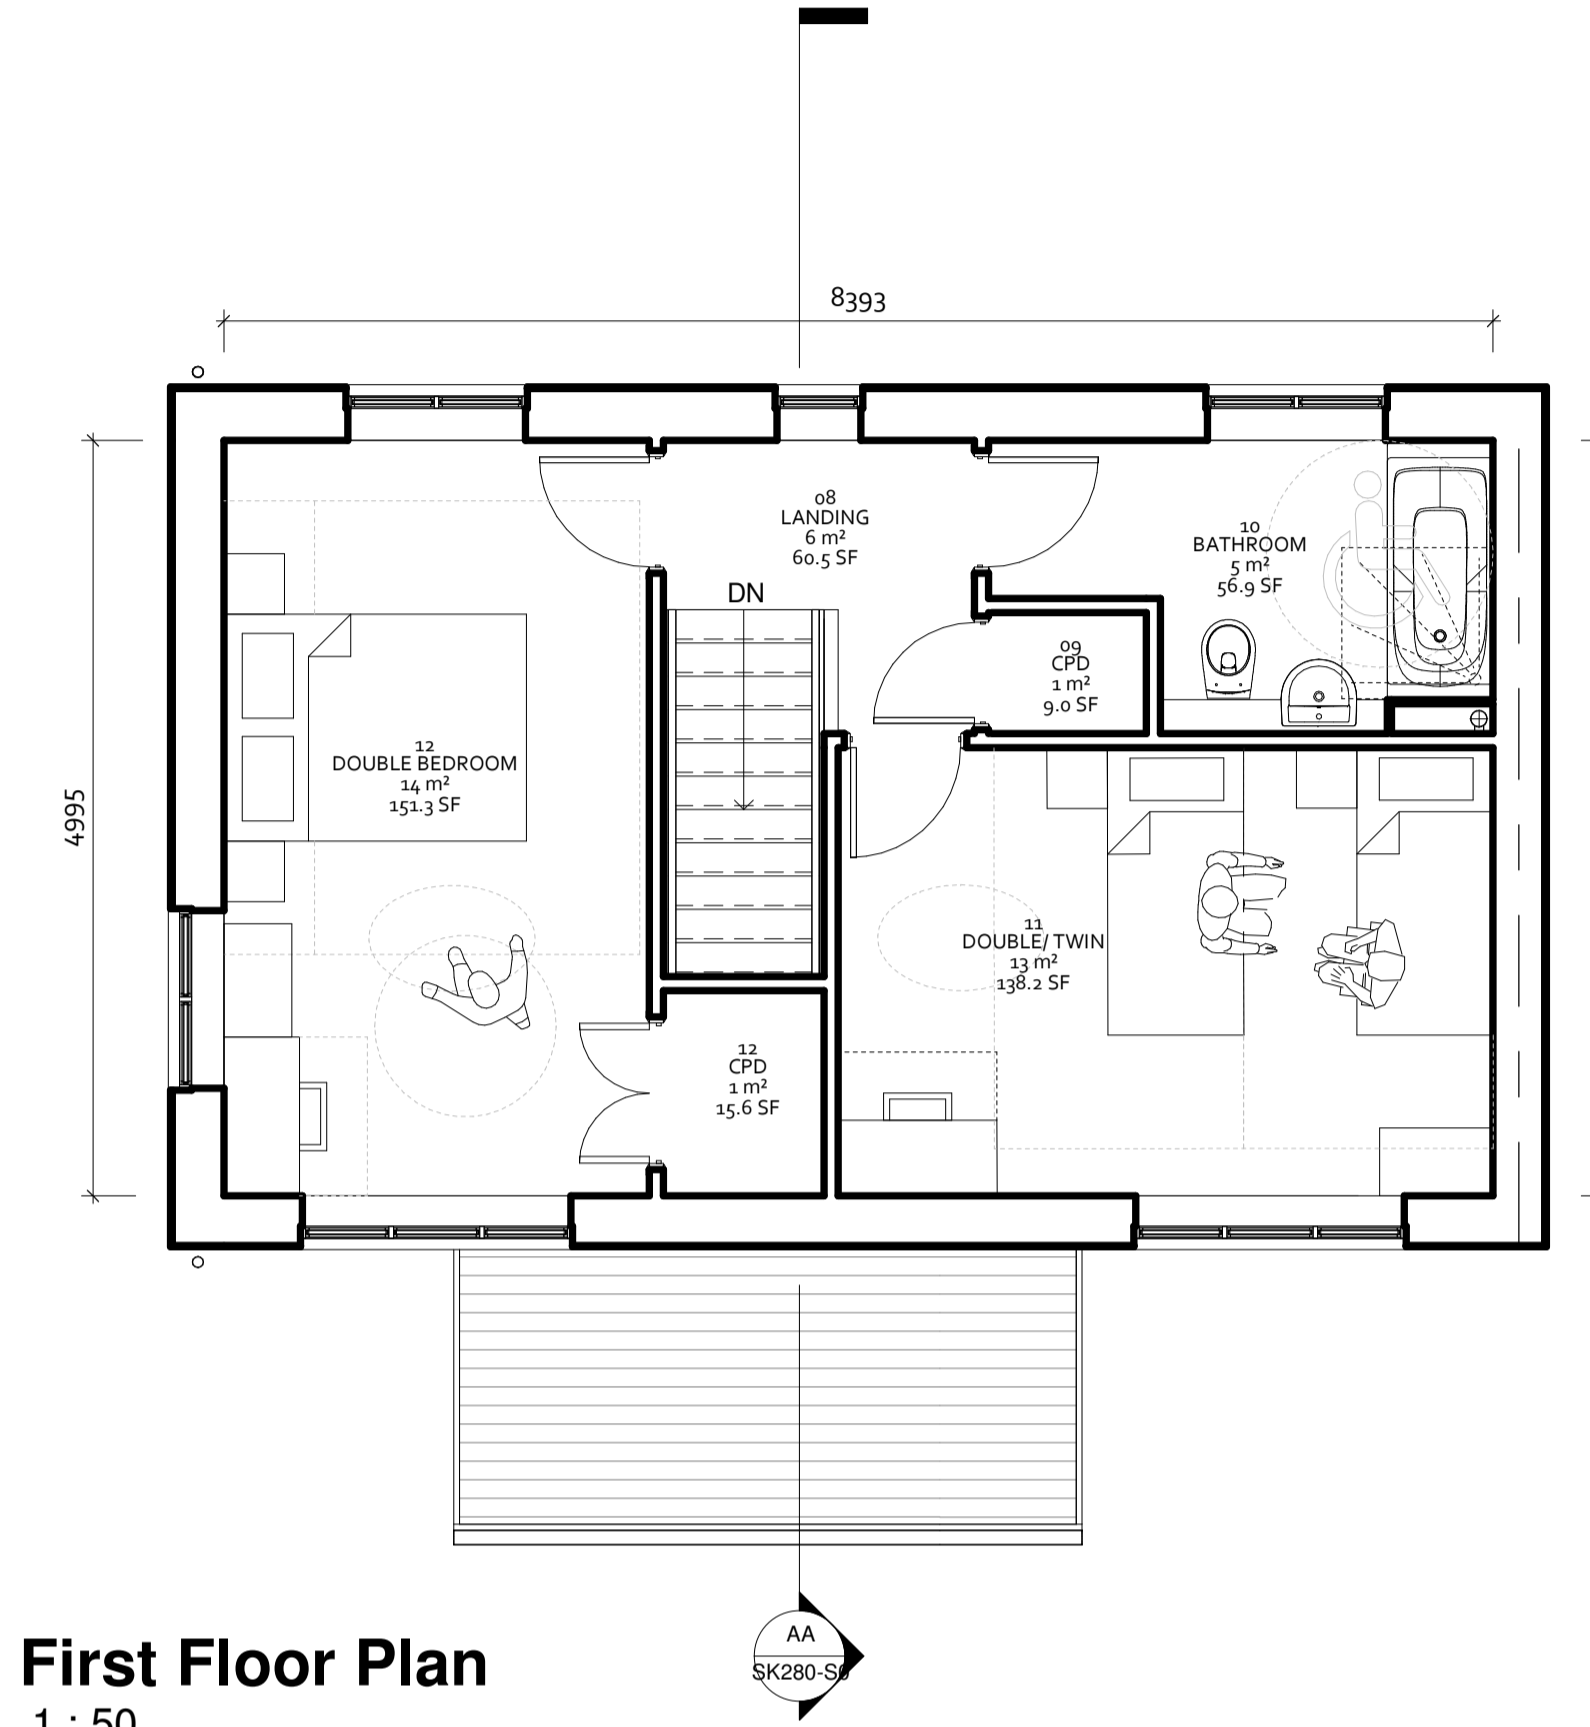 8393
4995
08
LANDING
6 m²
60.5 SF
DN
10
BATHROOM
5 m²
56.9 SF
09
CPD
1 m²
9.0 SF
12
DOUBLE BEDROOM
14 m²
151.3 SF
11
DOUBLE/ TWIN
13 m²
138.2 SF
12
CPD
1 m²
15.6 SF
AA
SK280-S0
First Floor Plan
1 : 50